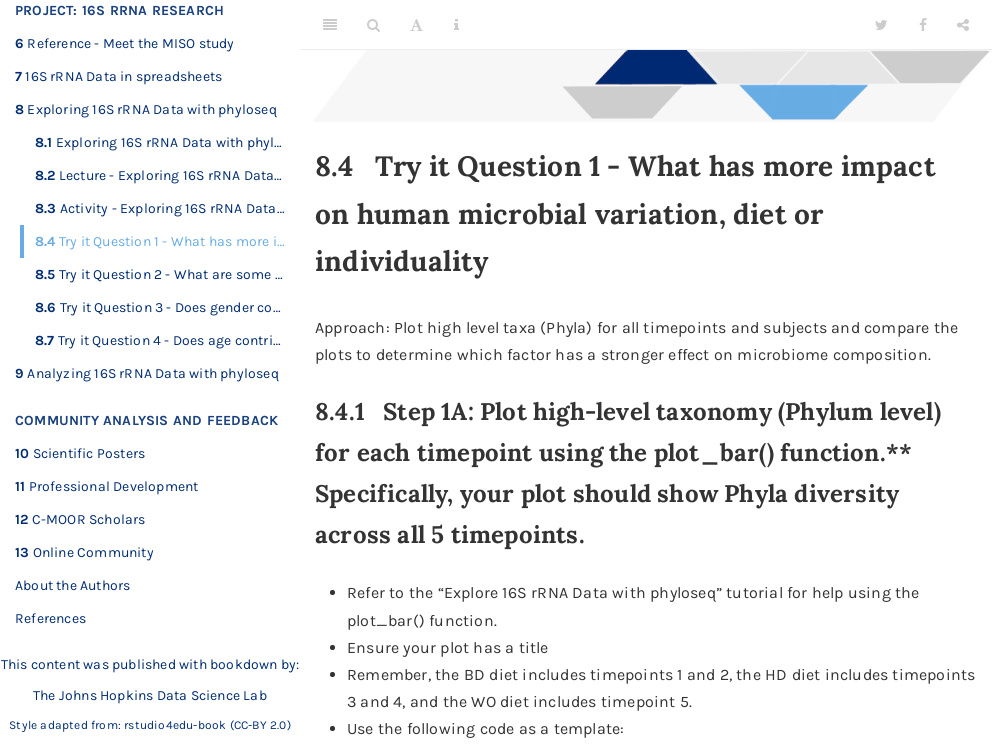 PROJECT: 16S RRNA RESEARCH
6 Reference - Meet the MISO study
7 16S rRNA Data in spreadsheets
8 Exploring 16S rRNA Data with phyloseq
8.1 Exploring 16S rRNA Data with phyl…
8.2 Lecture - Exploring 16S rRNA Data…
8.3 Activity - Exploring 16S rRNA Data…
8.4 Try it Question 1 - What has more i…
8.5 Try it Question 2 - What are some …
8.6 Try it Question 3 - Does gender co…
8.7 Try it Question 4 - Does age contri…
9 Analyzing 16S RNA Data with phyloseq
COMMUNITY ANALYSIS AND FEEDBACK
10 Scientific Posters
11 Professional Development
12 C-MOOR Scholars
13 Online Community
About the Authors
References
This content was published with bookdown by:
The Johns Hopkins Data Science Lab
Style adapted from: rstudio4edu-book (CC-BY 2.0)
8.4 Try it Question 1 - What has more impact
on human microbial variation, diet or
individuality
Approach: Plot high level taxa (Phyla) for all timepoints and subjects and compare the
plots to determine which factor has a stronger effect on microbiome composition.
8.4.1 Step 1A: Plot high-level taxonomy (Phylum level)
for each timepoint using the plot_bar() function.**
Specifically, your plot should show Phyla diversity
across all 5 timepoints.
• Refer to the “Explore 16S rRNA Data with phyloseq” tutorial for help using the
plot_bar() function.
• Ensure your plot has a title
• Remember, the BD diet includes timepoints 1 and 2, the HD diet includes timepoints
3 and 4, and the WO diet includes timepoint 5.
• Use the following code as a template: